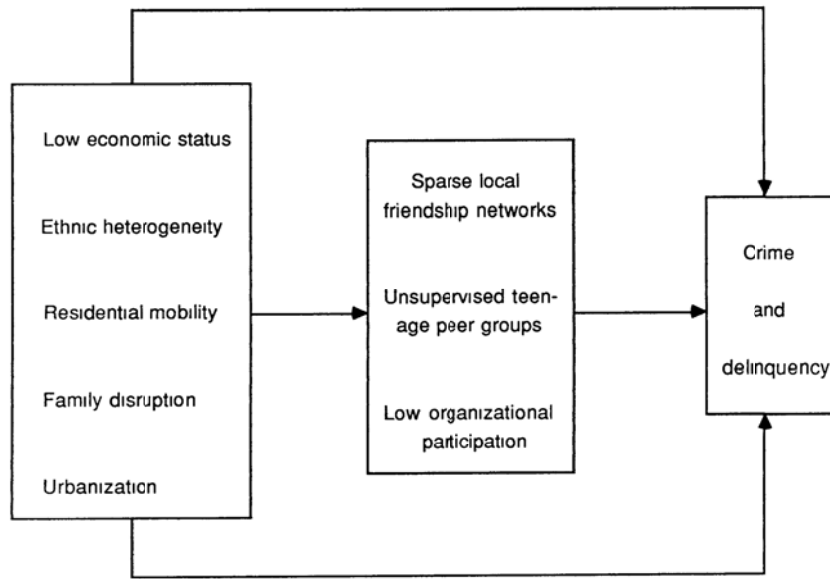 Low economic status
Ethnic heterogeneity
Residential mobility
Family disruption
Urbanization
Sparse local
friendship networks
Unsupervised teen-
age peer groups
Low organizational
participation
Crime
and
delinquency